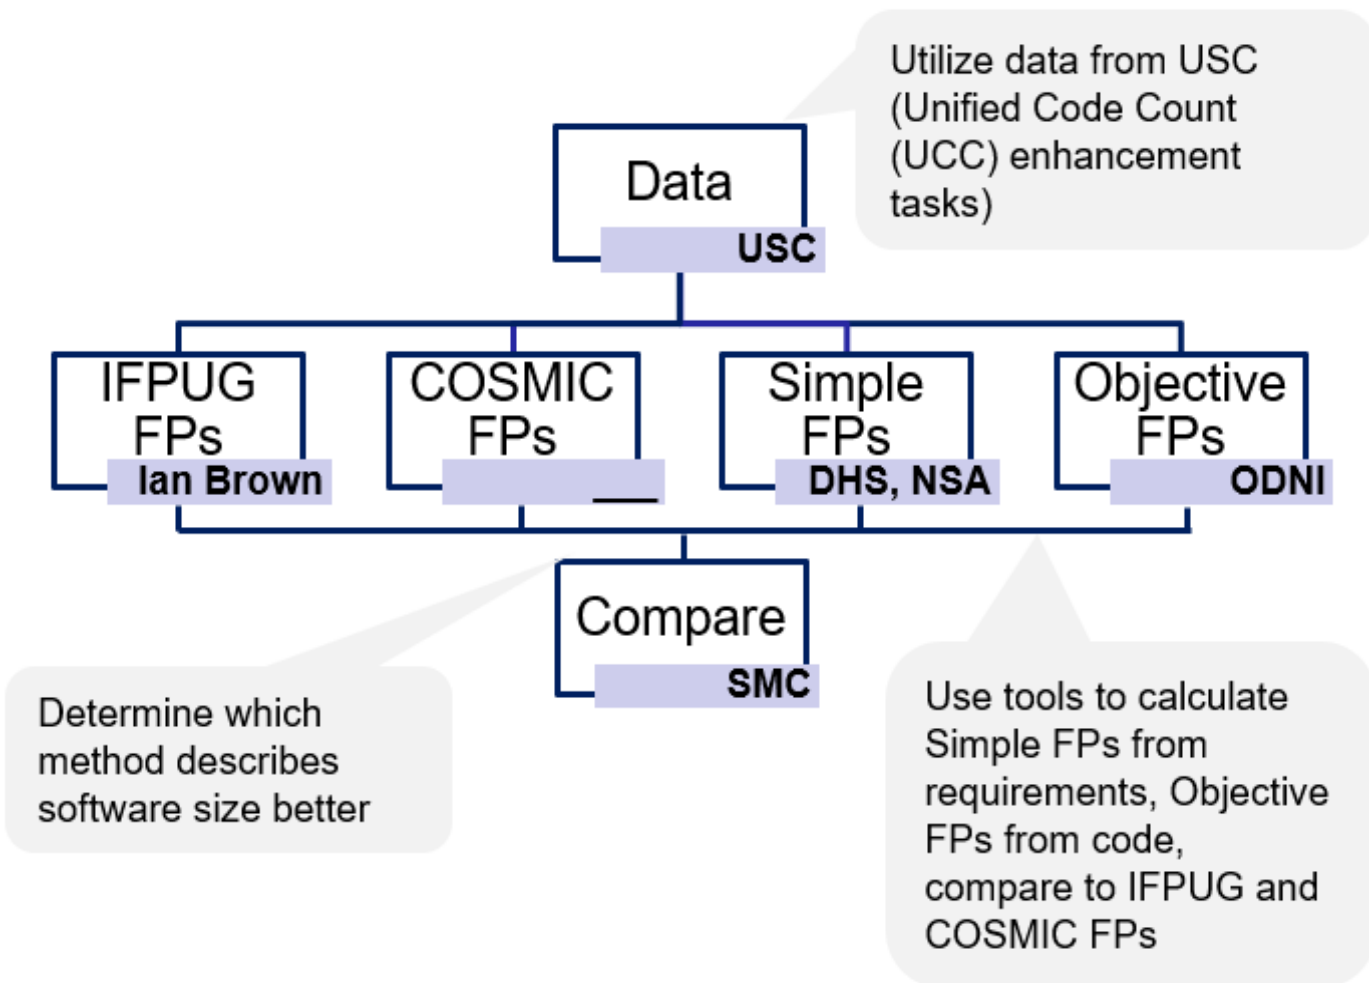 Utilize data from USC
(Unified Code Count
(UCC) enhancement
tasks)
Data
USC
IFPUG
FPs
Ian Brown
COSMIC
FPs
___
Simple
FPs
DHS, NSA
Objective
FPs
ODNI
Compare
SMC
Determine which
method describes
software size better
Use tools to calculate
Simple FPs from
requirements, Objective
FPs from code,
compare to IFPUG and
COSMIC FPs